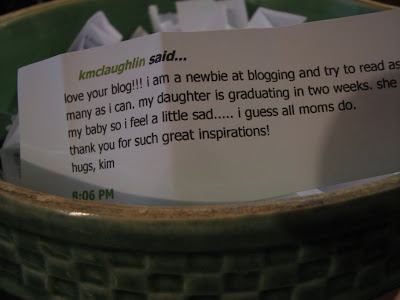 kmclaughlin said...
love your blog!!! i am a newbie at blogging and try to read as
many as i can. my daughter is graduating in two weeks. she
my baby so i feel a little sad..... i guess all moms do.
thank you for such great inspirations!
hugs, kim
8:06 PM